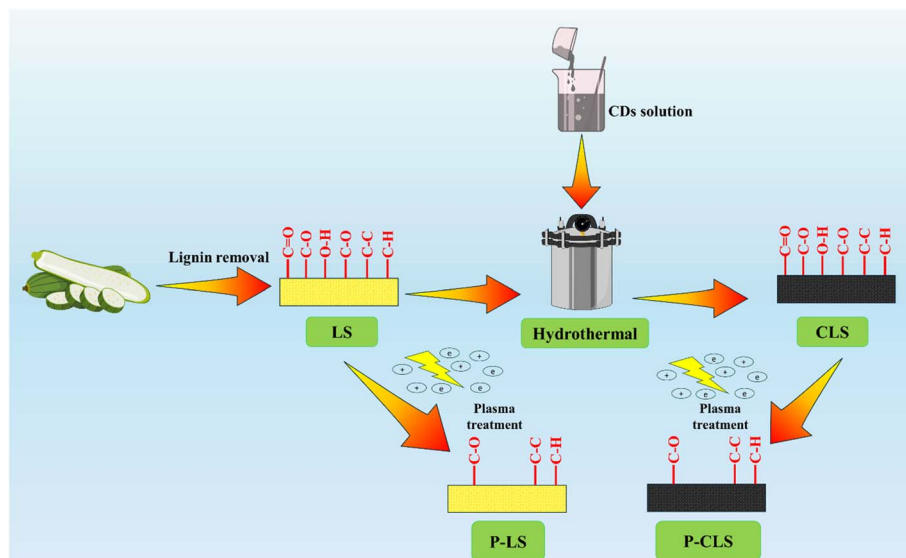 CDs solution
C=O
C-O
O-H
C-O
C-C
C-H
Lignin removal
C=O
C-O
O-H
C-O
C-C
C-H
LS
Hydrothermal
CLS
e
+
+
e
+
+
e
+
e
Plasma
treatment
e
+
+
e
+
+
e
+
e
Plasma
treatment
C-O
C-C
C-H
C-O
C-C
C-H
P-LS
P-CLS